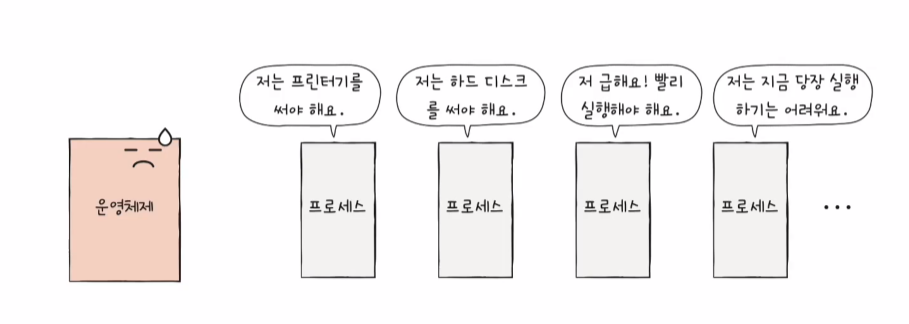 저는 프린터기를
써야 해요.
저는 하드 디스크
를 써야 해요.
저 급해요! 빨리
실행해야 해요.
저는 지금 당장 실행
하기는 어려워요.
운영체제
프로세스
프로세스
프로세스
프로세스
...